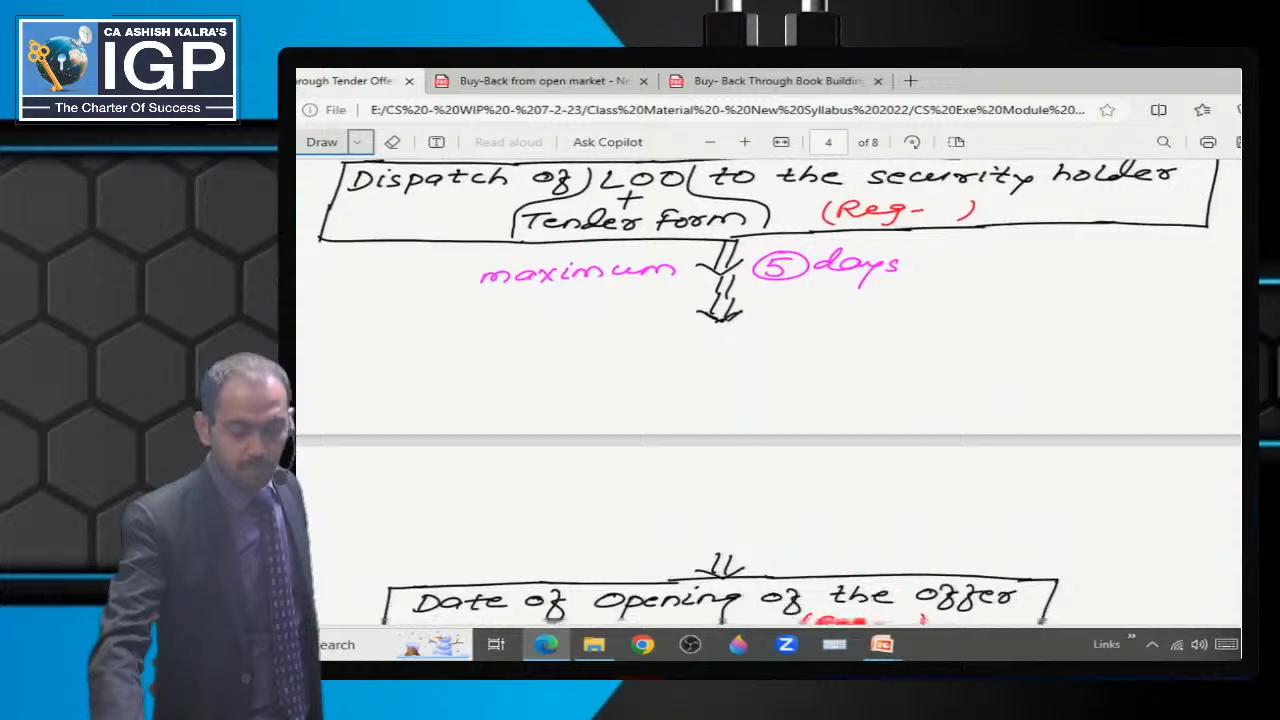 CA ASHISH KALRA'S
IGP
The Charter Of Success
rough Tender Offe
Buy-Back from open market - Ne
Buy- Back Through Book Buildin
File
E:/CS%20-%20WIP%20-%207-2-23/Class%20Material%20-%20New%20Syllabus%202022/CS%20Exe%20Module%20...
Draw
Read aloud
Ask Copilot
4
of 8
Dispatch of LOO to the security holder
+
Tender form (Reg- )
maximum 5 days
Date of Opening of the offer
earch
Links